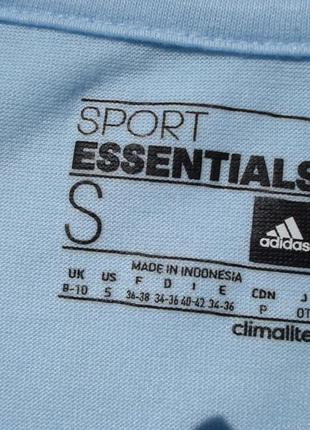 SPORT
ESSENTIALS
S
adidas
MADE IN INDONESIA
UK US F D I E CDN J
8-10 S 36-38 34-36 40-42 34-36 P OT
climalite